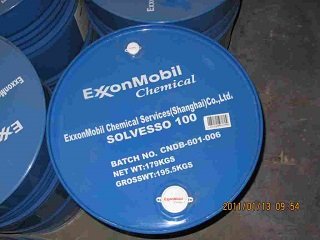 ExxonMobil
Chemical
ExxonMobil Chemical Services(Shanghai)Co.,Ltd.
SOLVESSO 100
BATCH NO. CNDB-601-006
NET WT:179KGS
GROSSWT:195.5KGS
ExxonMobil
2011/01/13 09:54